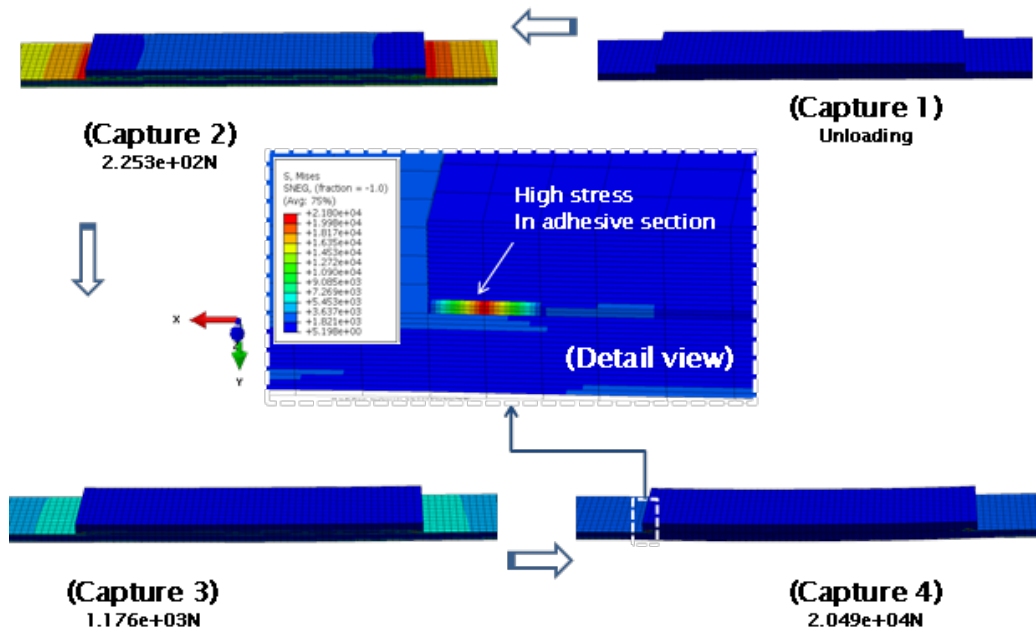 (Capture 2)
2.253e+02N
(Capture 1)
Unloading
S, Mises
SNEG, (fraction = -1.0)
(Avg: 75%)
+2.180e+04
+1.998e+04
+1.817e+04
+1.635e+04
+1.453e+04
+1.272e+04
+1.090e+04
+9.085e+03
+7.269e+03
+5.453e+03
+3.637e+03
+1.821e+03
+5.198e+00
High stress
In adhesive section
(Detail view)
X
Z
Y
(Capture 3)
1.176e+03N
(Capture 4)
2.049e+04N